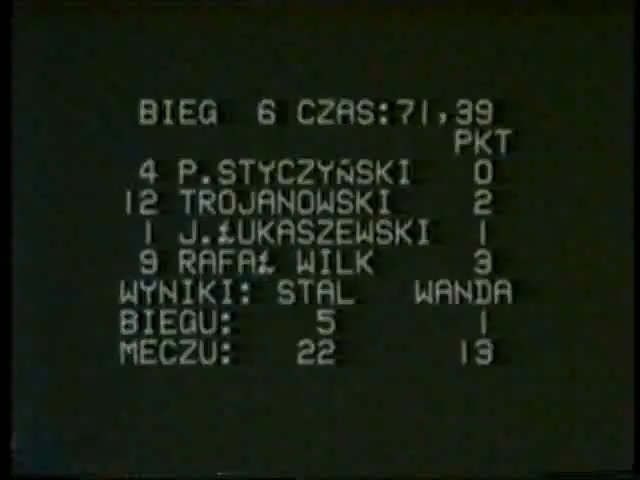 BIEG 6 CZAS:71,39
PKT
4 P.STYCZYŃSKI 0
12 TROJANOWSKI 2
1 J.ŁUKASZEWSKI 1
9 RAFAŁ WILK 3
WYNIKI: STAL WANDA
BIEGU: 5 1
MECZU: 22 13